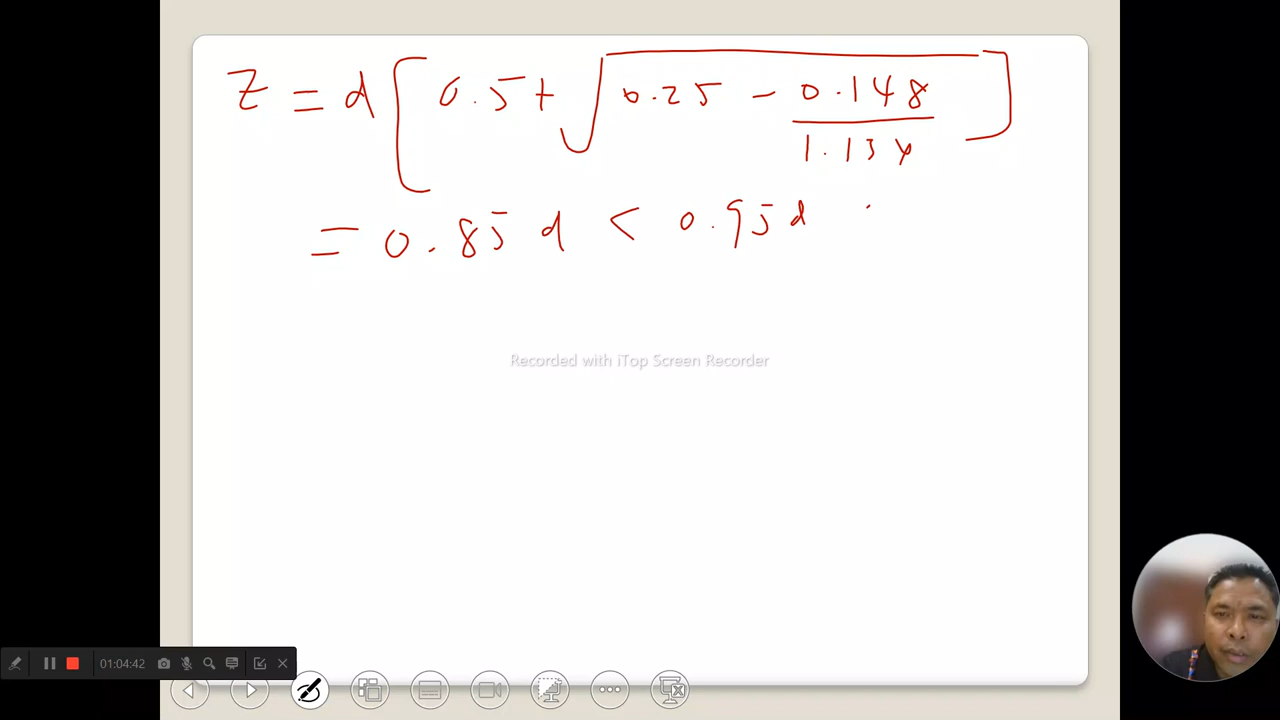 Z = d [ 0.5 + √ 0.25 - 0.148 / 1.134 ]
= 0.85 d < 0.95 d
Recorded with iTop Screen Recorder
01:04:42